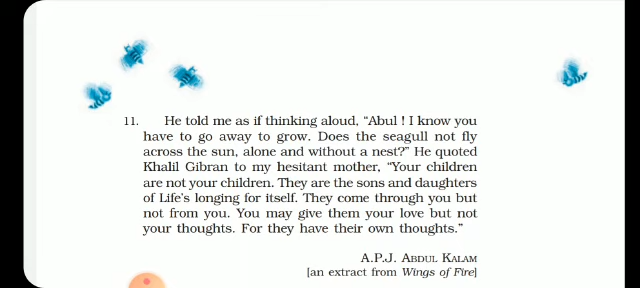 11. He told me as if thinking aloud, “Abul ! I know you
have to go away to grow. Does the seagull not fly
across the sun, alone and without a nest?” He quoted
Khalil Gibran to my hesitant mother, “Your children
are not your children. They are the sons and daughters
of Life’s longing for itself. They come through you but
not from you. You may give them your love but not
your thoughts. For they have their own thoughts.”
A.P.J. ABDUL KALAM
[an extract from Wings of Fire]